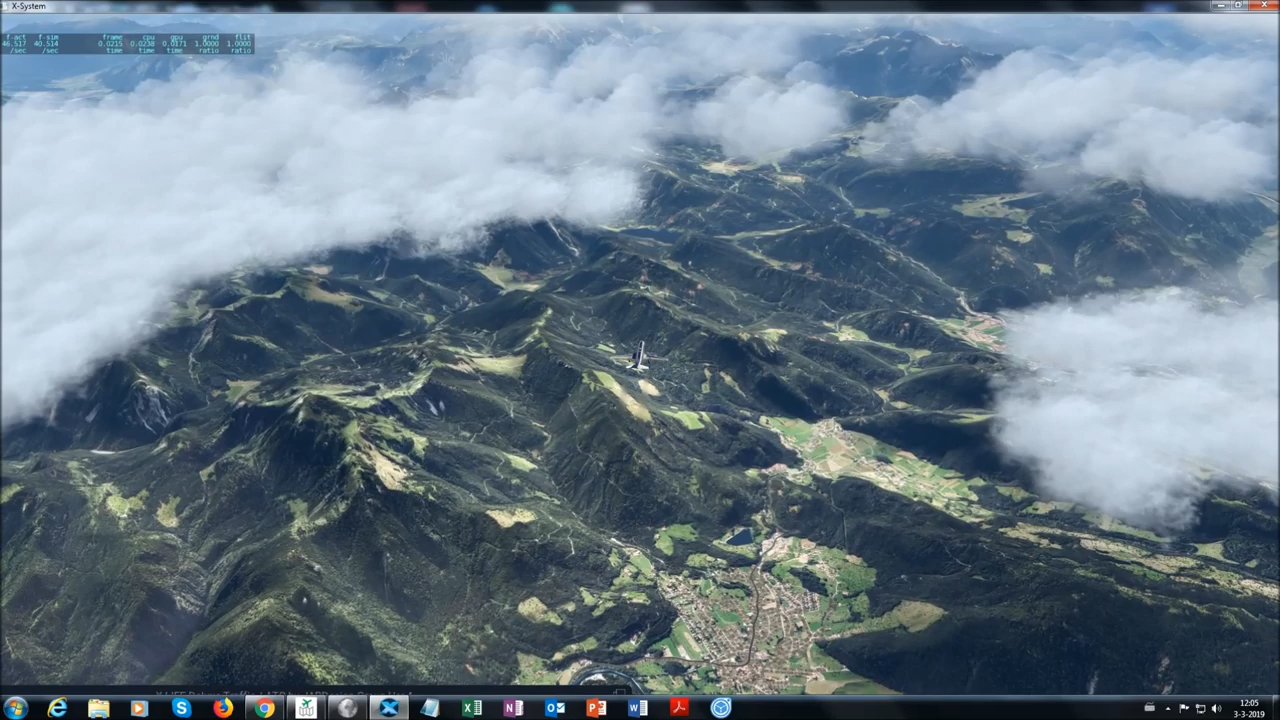 X-System
f-act f-sim frame cpu gpu grnd flit
46.517 40.514 0.0215 0.0238 0.0171 1.0000 1.0000
/sec /sec time time time ratio ratio
12:05
3-3-2019